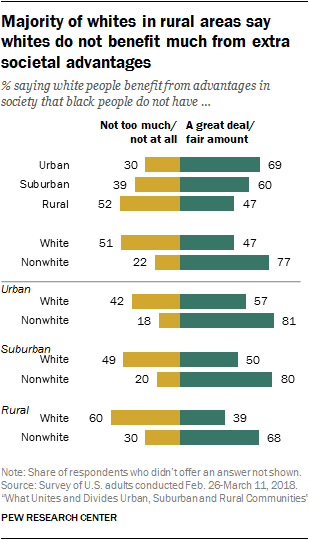 Majority of whites in rural areas say
whites do not benefit much from extra
societal advantages
% saying white people benefit from advantages in
society that black people do not have ...
Not too much/ A great deal/
not at all fair amount
Urban 30 69
Suburban 39 60
Rural 52 47
White 51 47
Nonwhite 22 77
Urban
White 42 57
Nonwhite 18 81
Suburban
White 49 50
Nonwhite 20 80
Rural
White 60 39
Nonwhite 30 68
Note: Share of respondents who didn't offer an answer not shown.
Source: Survey of U.S. adults conducted Feb. 26-March 11, 2018.
"What Unites and Divides Urban, Suburban and Rural Communities"
PEW RESEARCH CENTER